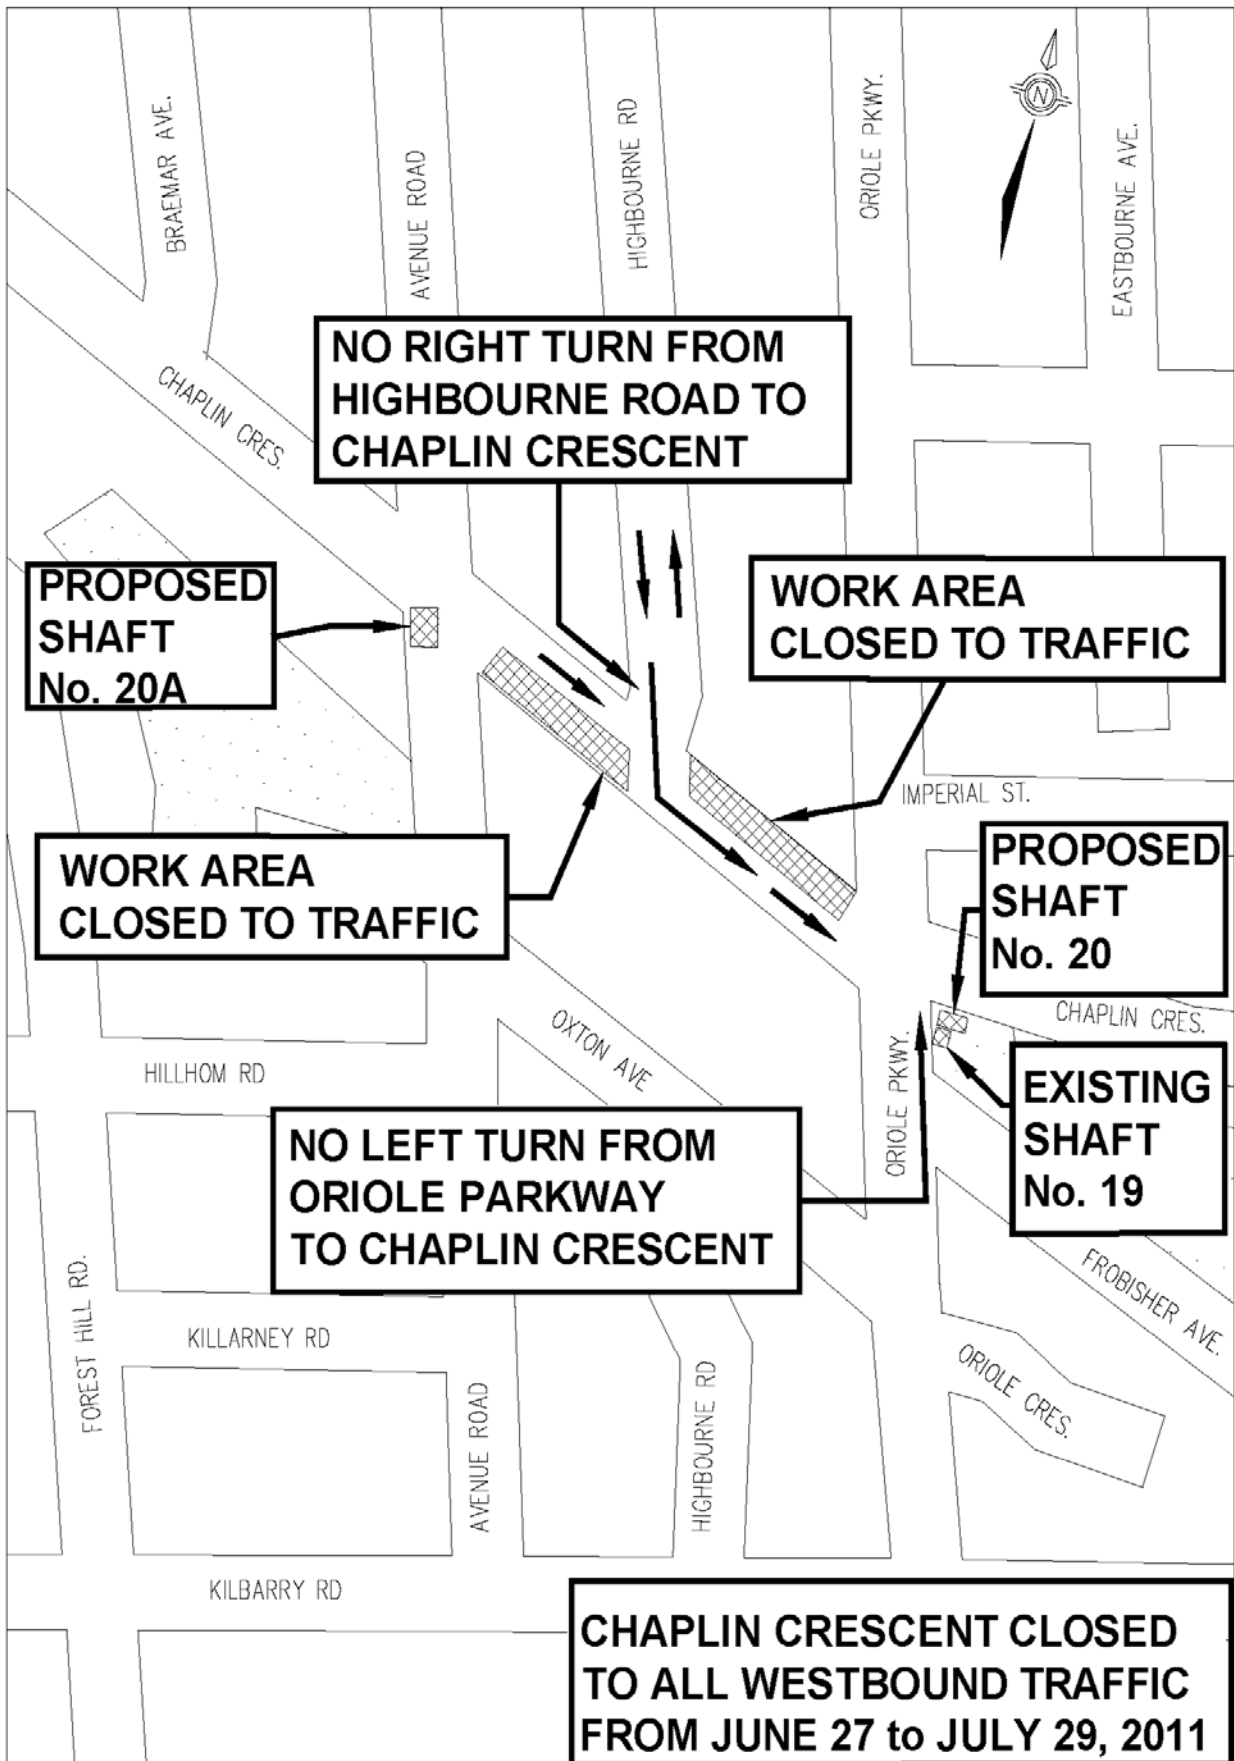 BRAEMAR AVE.
AVENUE ROAD
HIGHBOURNE RD
ORIOLE PKWY.
N
EASTBOURNE AVE.
CHAPLIN CRES.
NO RIGHT TURN FROM
HIGHBOURNE ROAD TO
CHAPLIN CRESCENT
PROPOSED
SHAFT
No. 20A
WORK AREA
CLOSED TO TRAFFIC
IMPERIAL ST.
WORK AREA
CLOSED TO TRAFFIC
PROPOSED
SHAFT
No. 20
CHAPLIN CRES.
OXTON AVE
ORIOLE PKWY.
HILLHOM RD
EXISTING
SHAFT
No. 19
NO LEFT TURN FROM
ORIOLE PARKWAY
TO CHAPLIN CRESCENT
FROBISHER AVE.
FOREST HILL RD.
KILLARNEY RD
ORIOLE CRES.
AVENUE ROAD
HIGHBOURNE RD
KILBARRY RD
CHAPLIN CRESCENT CLOSED
TO ALL WESTBOUND TRAFFIC
FROM JUNE 27 to JULY 29, 2011